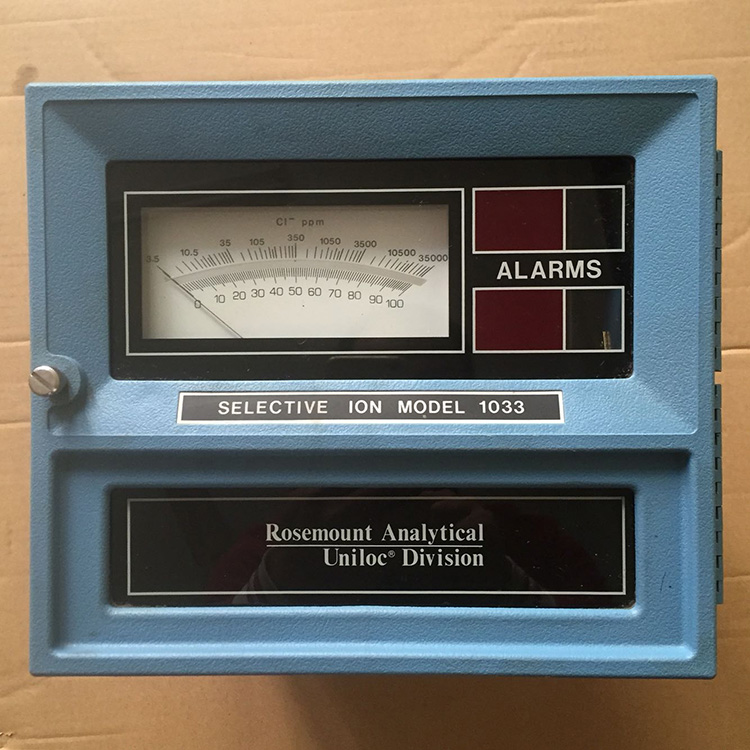 Cl⁻ ppm
3.5 10.5 35 105 350 1050 3500 10500 35000
0 10 20 30 40 50 60 70 80 90 100
ALARMS
SELECTIVE ION MODEL 1033
Rosemount Analytical
Uniloc® Division